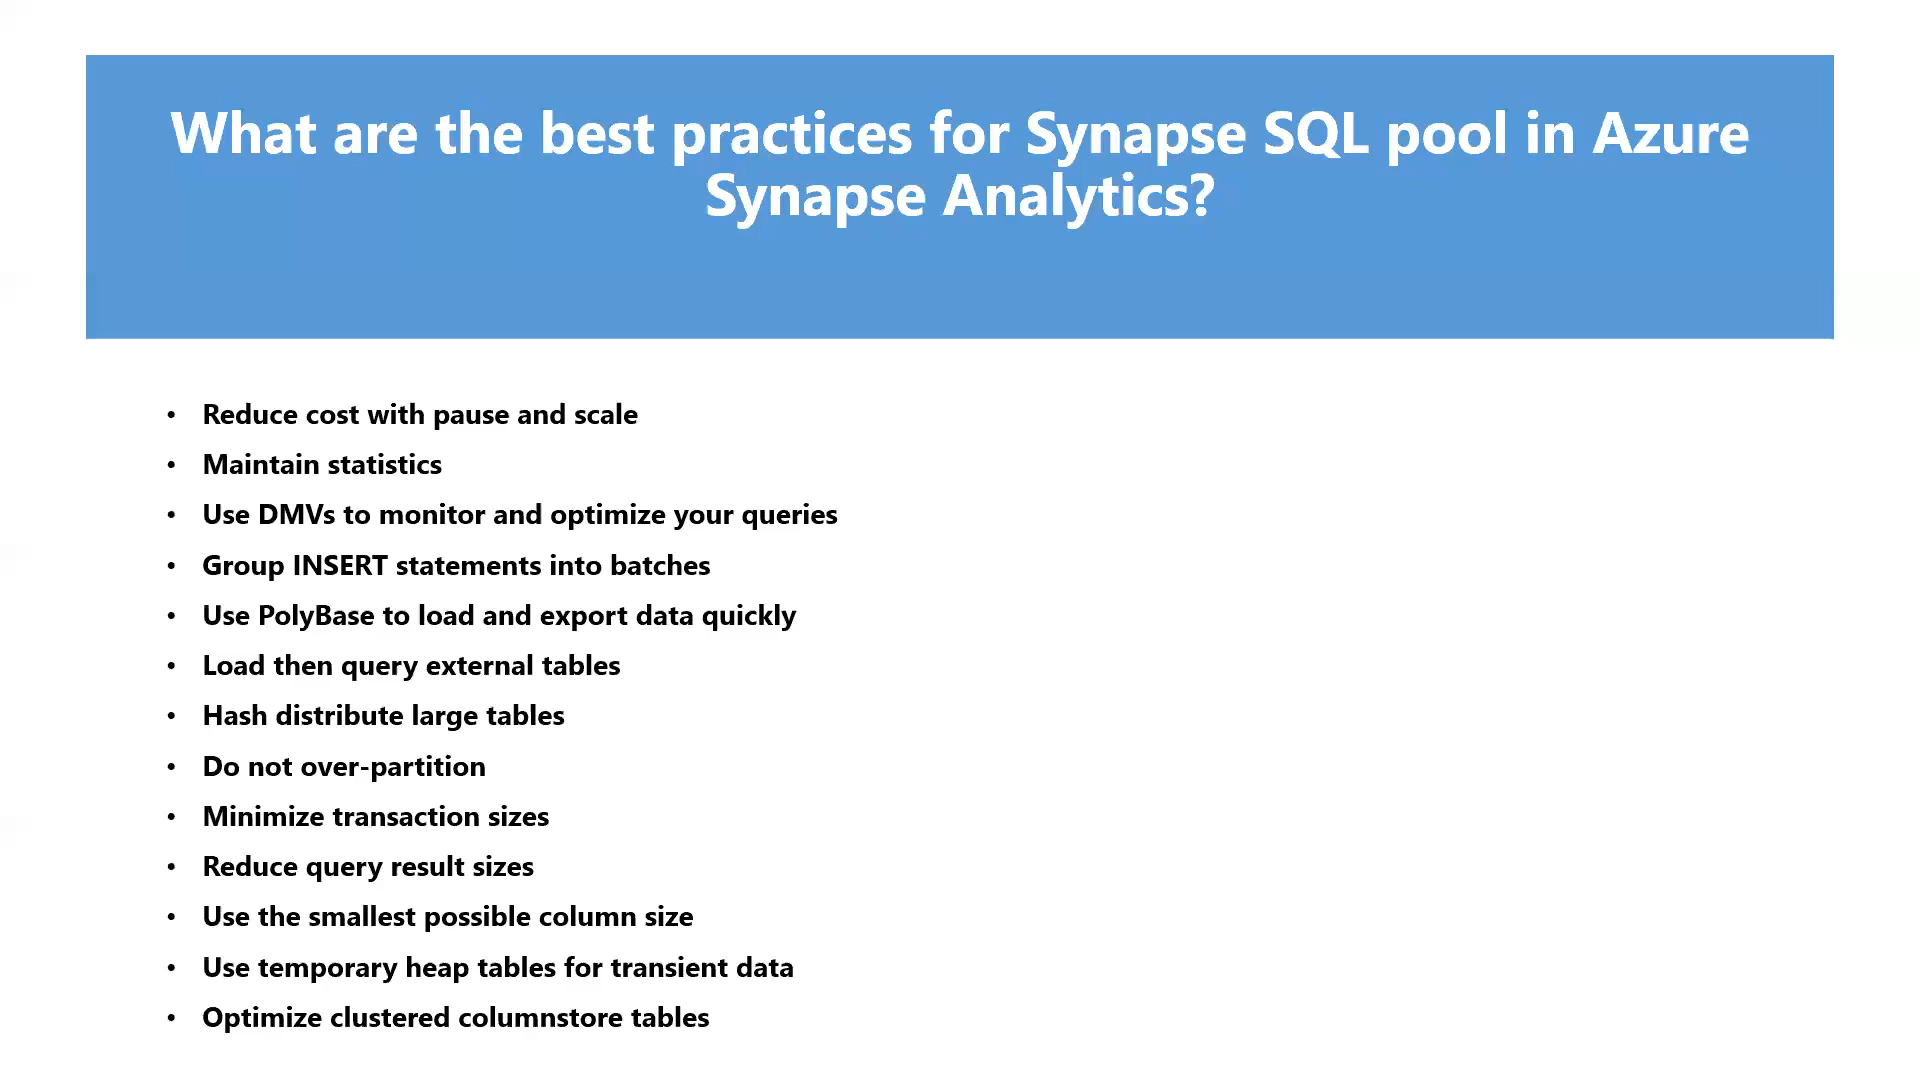 What are the best practices for Synapse SQL pool in Azure
Synapse Analytics?
• Reduce cost with pause and scale
• Maintain statistics
• Use DMVs to monitor and optimize your queries
• Group INSERT statements into batches
• Use PolyBase to load and export data quickly
• Load then query external tables
• Hash distribute large tables
• Do not over-partition
• Minimize transaction sizes
• Reduce query result sizes
• Use the smallest possible column size
• Use temporary heap tables for transient data
• Optimize clustered columnstore tables